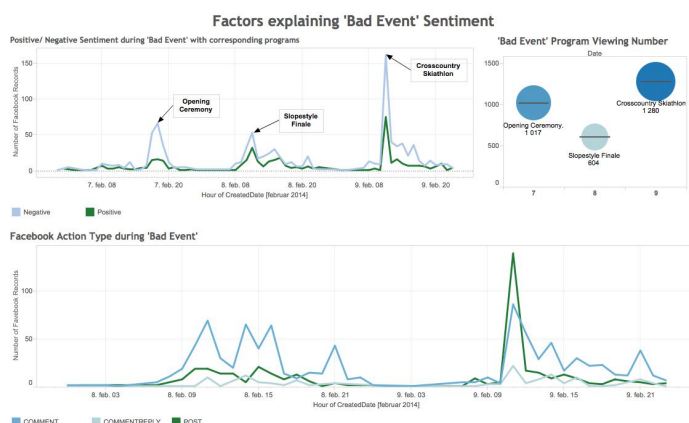 Factors explaining 'Bad Event' Sentiment
Positive/ Negative Sentiment during 'Bad Event' with corresponding programs
Number of Facebook Records
150
100
50
0
Opening
Ceremony
Slopestyle
Finale
Crosscountry
Skiathlon
7. feb. 08
7. feb. 20
8. feb. 08
8. feb. 20
9. feb. 08
9. feb. 20
Hour of CreatedDate [februar 2014]
Negative
Positive
'Bad Event' Program Viewing Number
Date
1500
1000
500
0
Opening Ceremony.
1 017
Slopestyle Finale
604
Crosscountry Skiathlon
1 280
7
8
9
Facebook Action Type during 'Bad Event'
Number of Facebook Records
100
50
0
8. feb. 03
8. feb. 09
8. feb. 15
8. feb. 21
9. feb. 03
9. feb. 09
9. feb. 15
9. feb. 21
Hour of CreatedDate [februar 2014]
COMMENT
COMMENTREPLY
POST